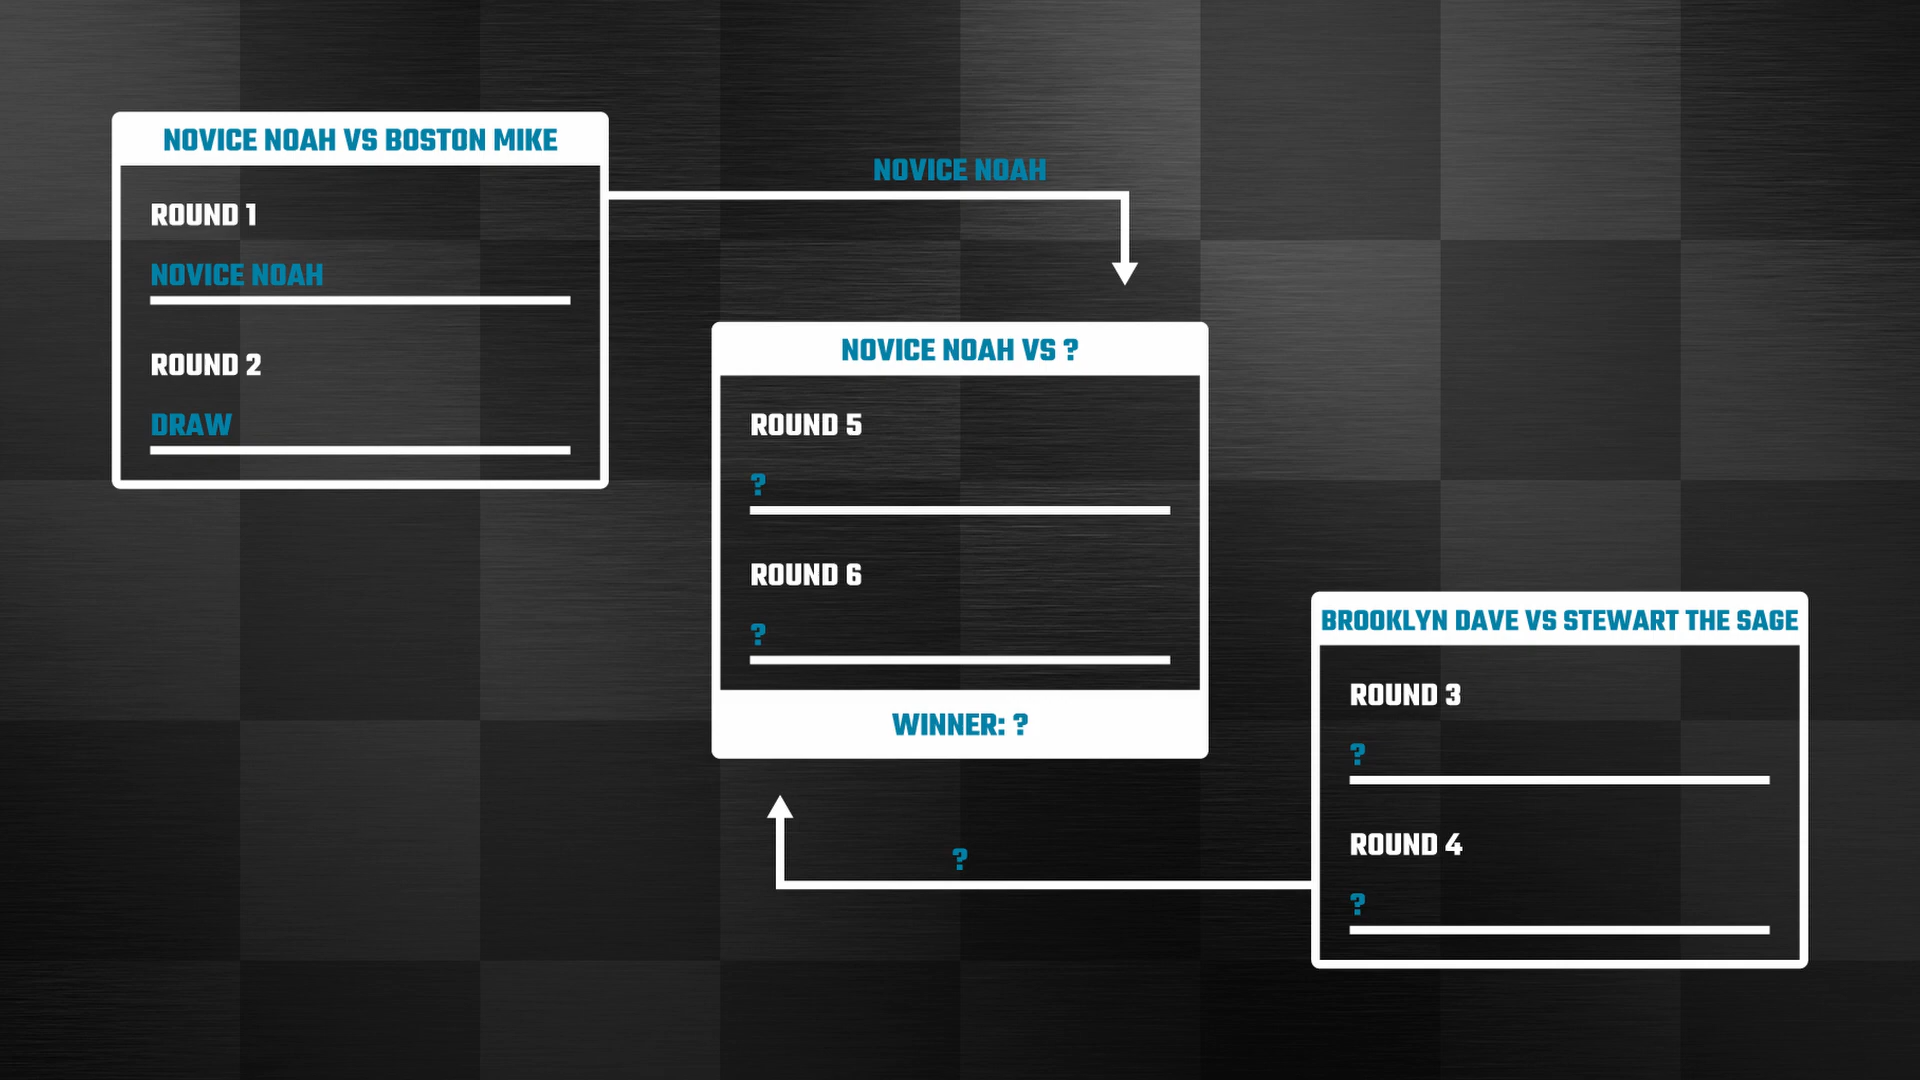 NOVICE NOAH VS BOSTON MIKE
ROUND 1
NOVICE NOAH
ROUND 2
DRAW
NOVICE NOAH
NOVICE NOAH VS ?
ROUND 5
?
ROUND 6
?
WINNER: ?
?
BROOKLYN DAVE VS STEWART THE SAGE
ROUND 3
?
ROUND 4
?